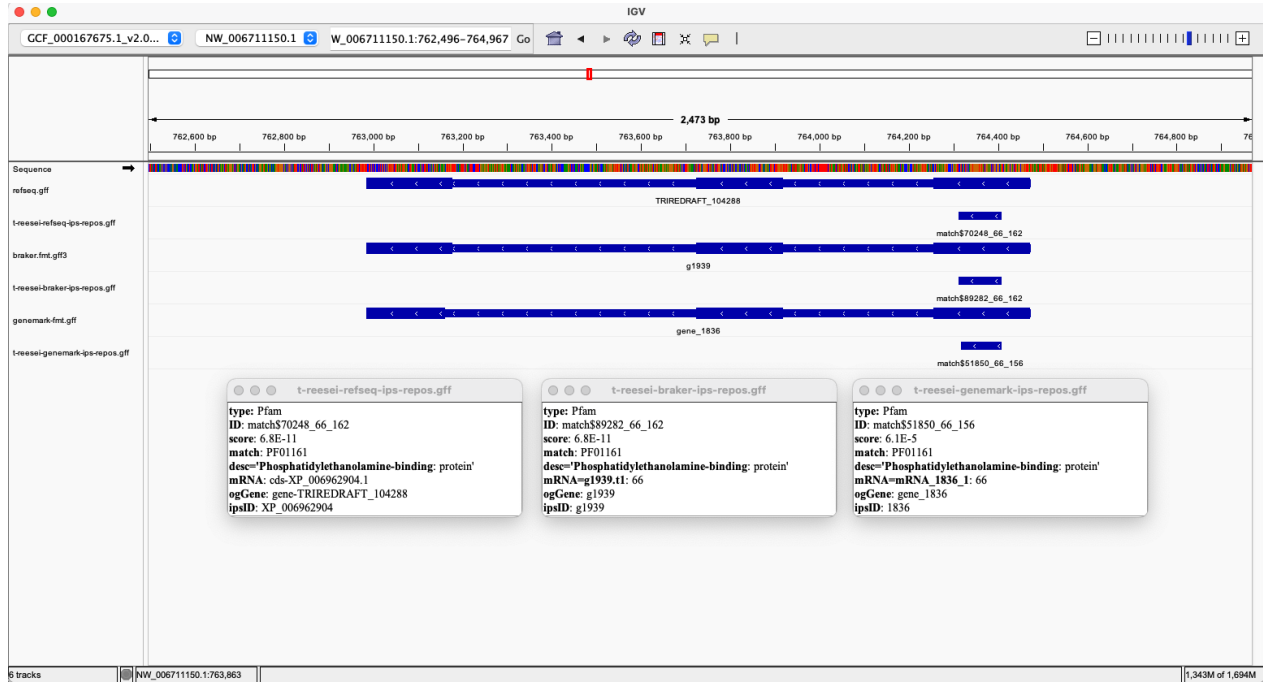 IGV
GCF_000167675.1_v2.0... NW_006711150.1 W_006711150.1:762,496-764,967 Go
2,473 bp
762,600 bp 762,800 bp 763,000 bp 763,200 bp 763,400 bp 763,600 bp 763,800 bp 764,000 bp 764,200 bp 764,400 bp 764,600 bp 764,800 bp 76
Sequence
refseq.gff
TRIREDRAFT_104288
t-reesei-refseq-ips-repos.gff
match$70248_66_162
braker.fmt.gff3
g1939
t-reesei-braker-ips-repos.gff
match$89282_66_162
genemark-fmt.gff
gene_1836
t-reesei-genemark-ips-repos.gff
match$51850_66_156
t-reesei-refseq-ips-repos.gff
type: Pfam
ID: match$70248_66_162
score: 6.8E-11
match: PF01161
desc='Phosphatidylethanolamine-binding: protein'
mRNA: cds-XP_006962904.1
ogGene: gene-TRIREDRAFT_104288
ipsID: XP_006962904
t-reesei-braker-ips-repos.gff
type: Pfam
ID: match$89282_66_162
score: 6.8E-11
match: PF01161
desc='Phosphatidylethanolamine-binding: protein'
mRNA=g1939.t1: 66
ogGene: g1939
ipsID: g1939
t-reesei-genemark-ips-repos.gff
type: Pfam
ID: match$51850_66_156
score: 6.1E-5
match: PF01161
desc='Phosphatidylethanolamine-binding: protein'
mRNA=mRNA_1836_1: 66
ogGene: gene_1836
ipsID: 1836
6 tracks NW_006711150.1:763,863 1,343M of 1,694M